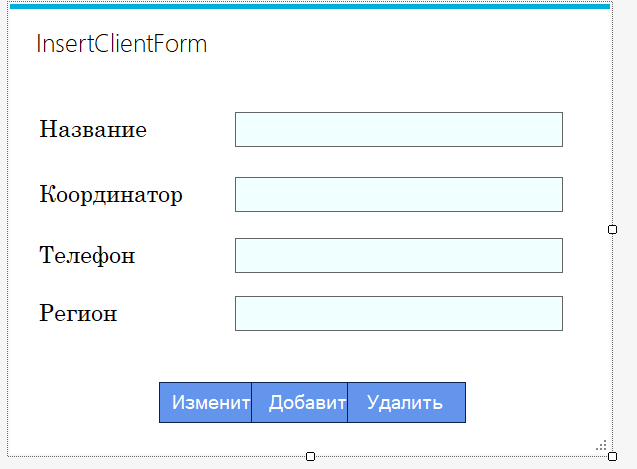 InsertClientForm
Название
Координатор
Телефон
Регион
Изменит Добавит Удалить